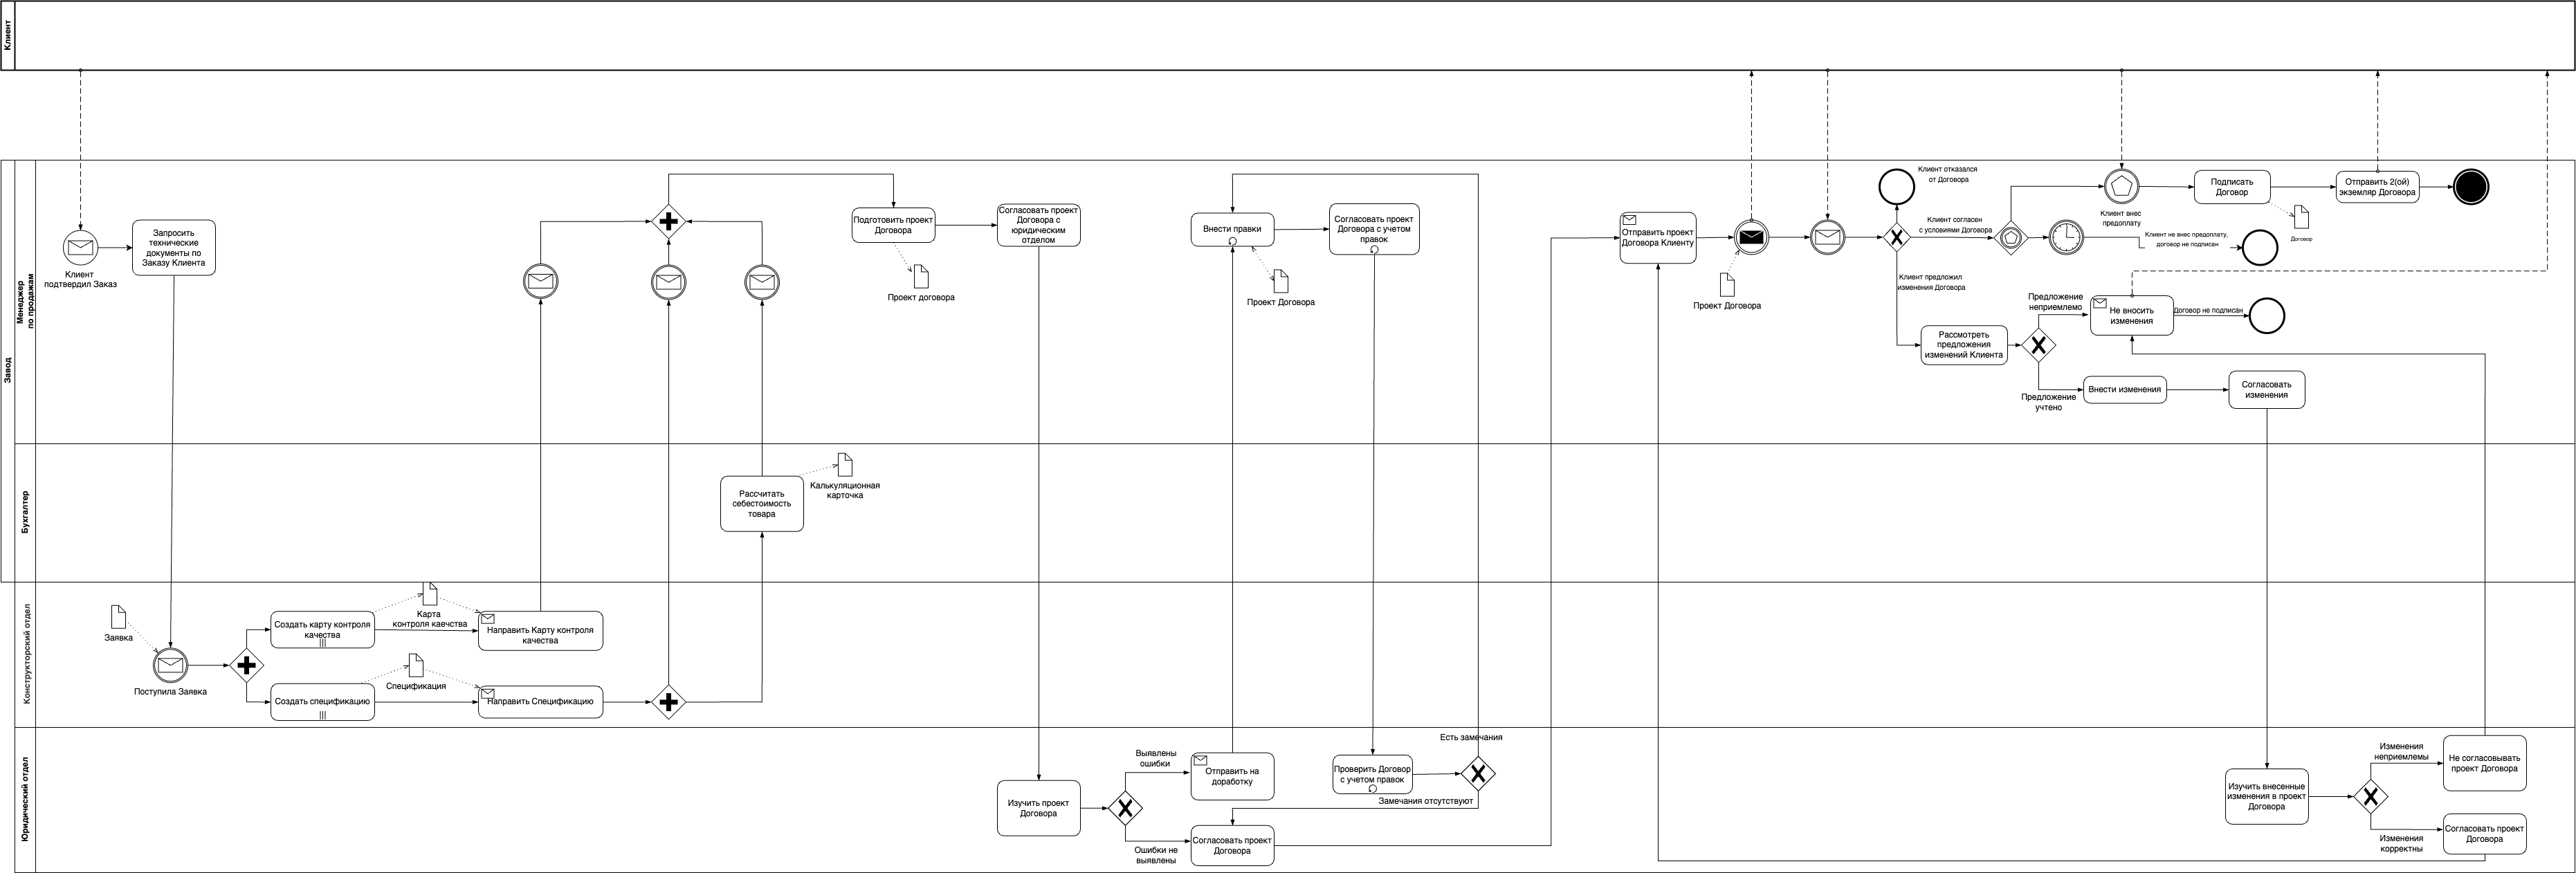 Клиент
Завод
Менеджер
по продажам
Клиент
подтвердил Заказ
Запросить
технические
документы по
Заказу Клиента
Подготовить проект
Договора
Проект договора
Согласовать проект
Договора с
юридическим
отделом
Внести правки
Проект Договора
Согласовать проект
Договора с учетом
правок
Отправить проект
Договора Клиенту
Проект Договора
Клиент отказался
от Договора
Клиент согласен
с условиями Договора
Клиент предложил
изменения Договора
Клиент внес
предоплату
Подписать
Договор
Договор
Отправить 2(ой)
экземляр Договора
Клиент не внес предоплату,
договор не подписан
Рассмотреть
предложения
изменений Клиента
Предложение
неприемлемо
Не вносить
изменения
Договор не подписан
Предложение
учтено
Внести изменения
Согласовать
изменения
Бухгалтер
Рассчитать
себестоимость
товара
Калькуляционная
карточка
Конструкторский отдел
Заявка
Поступила Заявка
Создать карту контроля
качества
Карта
контроля каечства
Направить Карту контроля
качества
Создать спецификацию
Спецификация
Направить Спецификацию
Юридический отдел
Изучить проект
Договора
Выявлены
ошибки
Отправить на
доработку
Ошибки не
выявлены
Согласовать проект
Договора
Проверить Договор
с учетом правок
Есть замечания
Замечания отсутствуют
Изучить внесенные
изменения в проект
Договора
Изменения
неприемлемы
Не согласовывать
проект Договора
Изменения
корректны
Согласовать проект
Договора